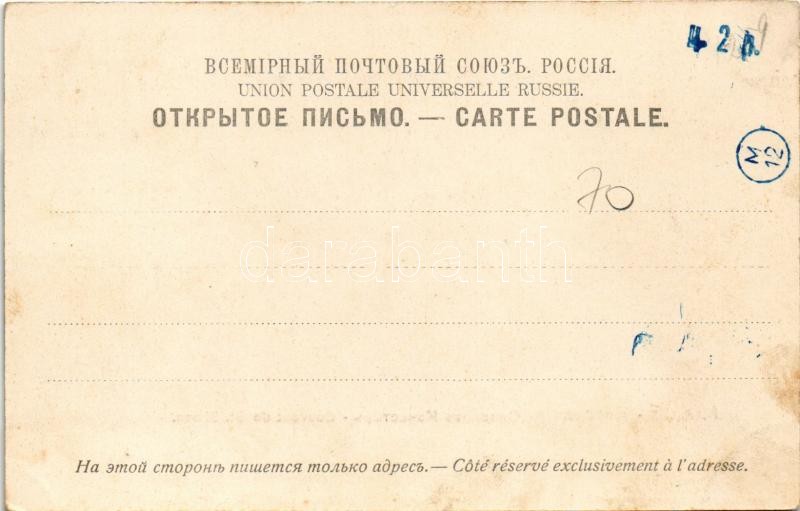 ВСЕМІРНЫЙ ПОЧТОВЫЙ СОЮЗЪ. РОССІЯ.
UNION POSTALE UNIVERSELLE RUSSIE.
ОТКРЫТОЕ ПИСЬМО. — CARTE POSTALE.
М 12
70
darabanth
На этой сторонѣ пишется только адресъ. — Côté réservé exclusivement à l'adresse.